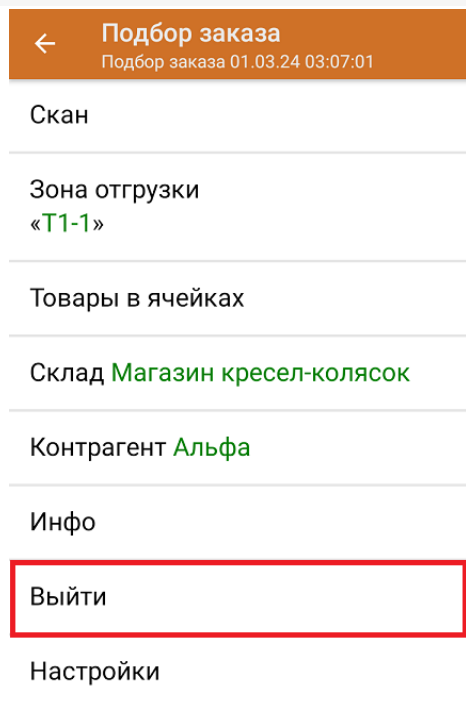 Подбор заказа
Подбор заказа 01.03.24 03:07:01
Скан
Зона отгрузки
«Т1-1»
Товары в ячейках
Склад Магазин кресел-колясок
Контрагент Альфа
Инфо
Выйти
Настройки